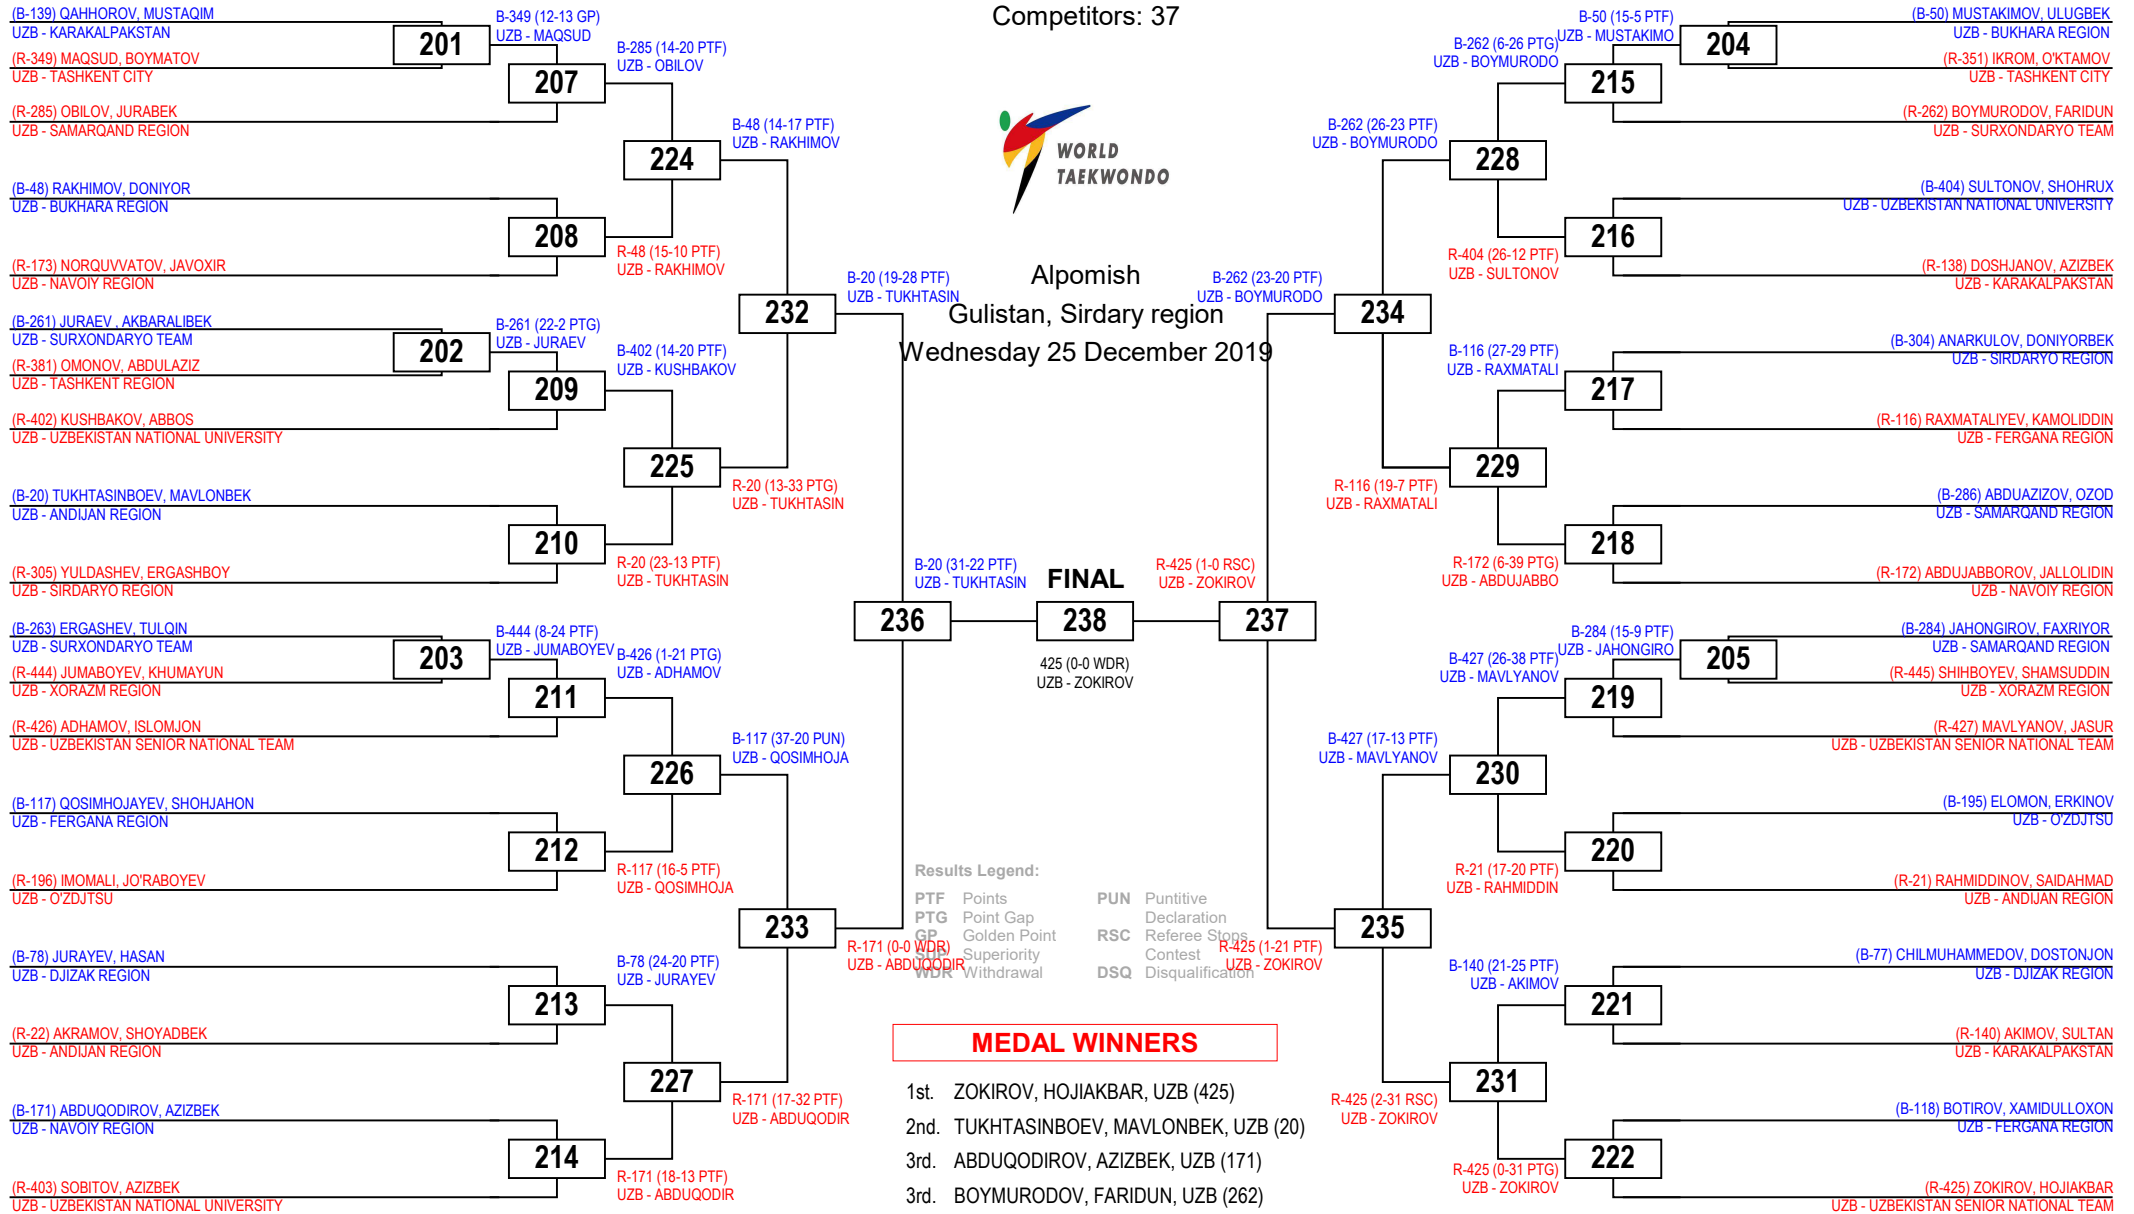 Competitors: 37
(B-139) QAHHOROV, MUSTAQIM
UZB - KARAKALPAKSTAN
(R-349) MAQSUD, BOYMATOV
UZB - TASHKENT CITY
201
B-349 (12-13 GP)
UZB - MAQSUD
(R-285) OBILOV, JURABEK
UZB - SAMARQAND REGION
207
B-285 (14-20 PTF)
UZB - OBILOV
224
B-48 (14-17 PTF)
UZB - RAKHIMOV
(B-48) RAKHIMOV, DONIYOR
UZB - BUKHARA REGION
208
(R-173) NORQUVVATOV, JAVOXIR
UZB - NAVOIY REGION
R-48 (15-10 PTF)
UZB - RAKHIMOV
232
B-20 (19-28 PTF)
UZB - TUKHTASIN
(B-261) JURAEV , AKBARALIBEK
UZB - SURXONDARYO TEAM
(R-381) OMONOV, ABDULAZIZ
UZB - TASHKENT REGION
202
B-261 (22-2 PTG)
UZB - JURAEV
(R-402) KUSHBAKOV, ABBOS
UZB - UZBEKISTAN NATIONAL UNIVERSITY
209
B-402 (14-20 PTF)
UZB - KUSHBAKOV
225
R-20 (13-33 PTG)
UZB - TUKHTASIN
(B-20) TUKHTASINBOEV, MAVLONBEK
UZB - ANDIJAN REGION
210
(R-305) YULDASHEV, ERGASHBOY
UZB - SIRDARYO REGION
R-20 (23-13 PTF)
UZB - TUKHTASIN
236
B-20 (31-22 PTF)
UZB - TUKHTASIN
(B-263) ERGASHEV, TULQIN
UZB - SURXONDARYO TEAM
(R-444) JUMABOYEV, KHUMAYUN
UZB - XORAZM REGION
203
B-444 (8-24 PTF)
UZB - JUMABOYEV
(R-426) ADHAMOV, ISLOMJON
UZB - UZBEKISTAN SENIOR NATIONAL TEAM
211
B-426 (1-21 PTG)
UZB - ADHAMOV
226
B-117 (37-20 PUN)
UZB - QOSIMHOJA
(B-117) QOSIMHOJAYEV, SHOHJAHON
UZB - FERGANA REGION
212
(R-196) IMOMALI, JO'RABOYEV
UZB - O'ZDJTSU
R-117 (16-5 PTF)
UZB - QOSIMHOJA
233
R-171 (0-0 WDR)
UZB - ABDUQODIR
(B-78) JURAYEV, HASAN
UZB - DJIZAK REGION
213
(R-22) AKRAMOV, SHOYADBEK
UZB - ANDIJAN REGION
B-78 (24-20 PTF)
UZB - JURAYEV
227
R-171 (17-32 PTF)
UZB - ABDUQODIR
(B-171) ABDUQODIROV, AZIZBEK
UZB - NAVOIY REGION
214
(R-403) SOBITOV, AZIZBEK
UZB - UZBEKISTAN NATIONAL UNIVERSITY
R-171 (18-13 PTF)
UZB - ABDUQODIR
WORLD
TAEKWONDO
Alpomish
Gulistan, Sirdary region
Wednesday 25 December 2019
FINAL
238
425 (0-0 WDR)
UZB - ZOKIROV
Results Legend:
PTF Points
PTG Point Gap
GP Golden Point
SUP Superiority
WDR Withdrawal
PUN Puntitive
Declaration
RSC Referee Stops
Contest
DSQ Disqualification
MEDAL WINNERS
1st. ZOKIROV, HOJIAKBAR, UZB (425)
2nd. TUKHTASINBOEV, MAVLONBEK, UZB (20)
3rd. ABDUQODIROV, AZIZBEK, UZB (171)
3rd. BOYMURODOV, FARIDUN, UZB (262)
B-50 (15-5 PTF)
UZB - MUSTAKIMO
204
(B-50) MUSTAKIMOV, ULUGBEK
UZB - BUKHARA REGION
(R-351) IKROM, O'KTAMOV
UZB - TASHKENT CITY
B-262 (6-26 PTG)
UZB - BOYMURODO
215
(R-262) BOYMURODOV, FARIDUN
UZB - SURXONDARYO TEAM
B-262 (26-23 PTF)
UZB - BOYMURODO
228
(B-404) SULTONOV, SHOHRUX
UZB - UZBEKISTAN NATIONAL UNIVERSITY
216
R-404 (26-12 PTF)
UZB - SULTONOV
(R-138) DOSHJANOV, AZIZBEK
UZB - KARAKALPAKSTAN
B-262 (23-20 PTF)
UZB - BOYMURODO
234
B-116 (27-29 PTF)
UZB - RAXMATALI
217
(B-304) ANARKULOV, DONIYORBEK
UZB - SIRDARYO REGION
(R-116) RAXMATALIYEV, KAMOLIDDIN
UZB - FERGANA REGION
229
R-116 (19-7 PTF)
UZB - RAXMATALI
(B-286) ABDUAZIZOV, OZOD
UZB - SAMARQAND REGION
218
R-172 (6-39 PTG)
UZB - ABDUJABBO
(R-172) ABDUJABBOROV, JALLOLIDIN
UZB - NAVOIY REGION
R-425 (1-0 RSC)
UZB - ZOKIROV
237
B-284 (15-9 PTF)
UZB - JAHONGIRO
205
(B-284) JAHONGIROV, FAXRIYOR
UZB - SAMARQAND REGION
(R-445) SHIHBOYEV, SHAMSUDDIN
UZB - XORAZM REGION
B-427 (26-38 PTF)
UZB - MAVLYANOV
219
(R-427) MAVLYANOV, JASUR
UZB - UZBEKISTAN SENIOR NATIONAL TEAM
B-427 (17-13 PTF)
UZB - MAVLYANOV
230
(B-195) ELOMON, ERKINOV
UZB - O'ZDJTSU
220
R-21 (17-20 PTF)
UZB - RAHMIDDIN
(R-21) RAHMIDDINOV, SAIDAHMAD
UZB - ANDIJAN REGION
235
R-425 (1-21 PTF)
UZB - ZOKIROV
B-140 (21-25 PTF)
UZB - AKIMOV
221
(B-77) CHILMUHAMMEDOV, DOSTONJON
UZB - DJIZAK REGION
(R-140) AKIMOV, SULTAN
UZB - KARAKALPAKSTAN
231
R-425 (2-31 RSC)
UZB - ZOKIROV
(B-118) BOTIROV, XAMIDULLOXON
UZB - FERGANA REGION
222
R-425 (0-31 PTG)
UZB - ZOKIROV
(R-425) ZOKIROV, HOJIAKBAR
UZB - UZBEKISTAN SENIOR NATIONAL TEAM